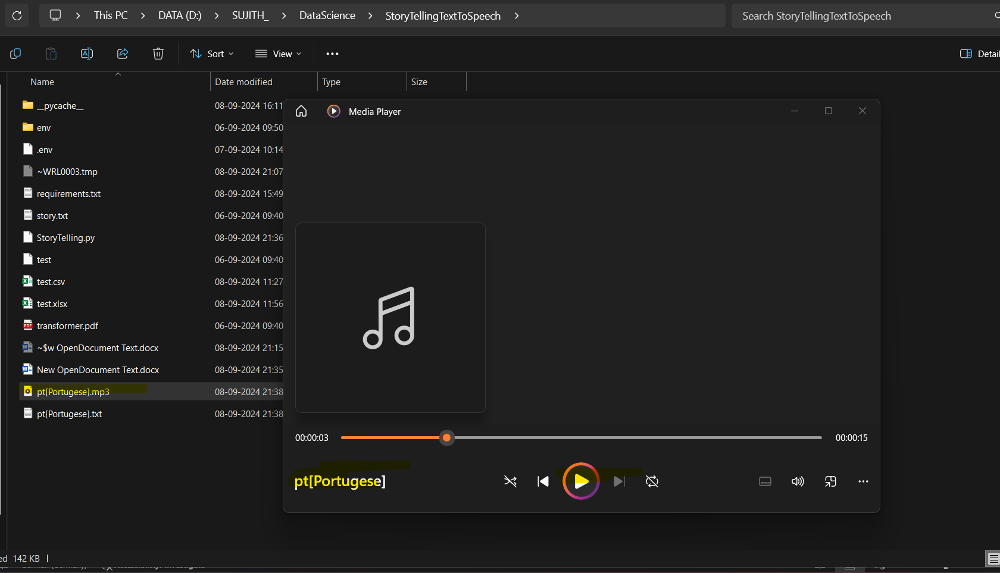 This PC > DATA (D:) > SUJITH_ > DataScience > StoryTellingTextToSpeech >
Search StoryTellingTextToSpeech
Sort
View
Name
Date modified
Type
Size
__pycache__ 08-09-2024 16:11
env 06-09-2024 09:50
.env 07-09-2024 10:14
~WRL0003.tmp 08-09-2024 21:07
requirements.txt 08-09-2024 15:49
story.txt 06-09-2024 09:40
StoryTelling.py 08-09-2024 21:36
test 06-09-2024 09:40
test.csv 08-09-2024 11:27
test.xlsx 08-09-2024 11:56
transformer.pdf 06-09-2024 09:40
~$w OpenDocument Text.docx 08-09-2024 21:15
New OpenDocument Text.docx 08-09-2024 21:35
pt[Portugese].mp3 08-09-2024 21:38
pt[Portugese].txt 08-09-2024 21:38
Media Player
00:00:03
00:00:15
pt[Portugese]
142 KB